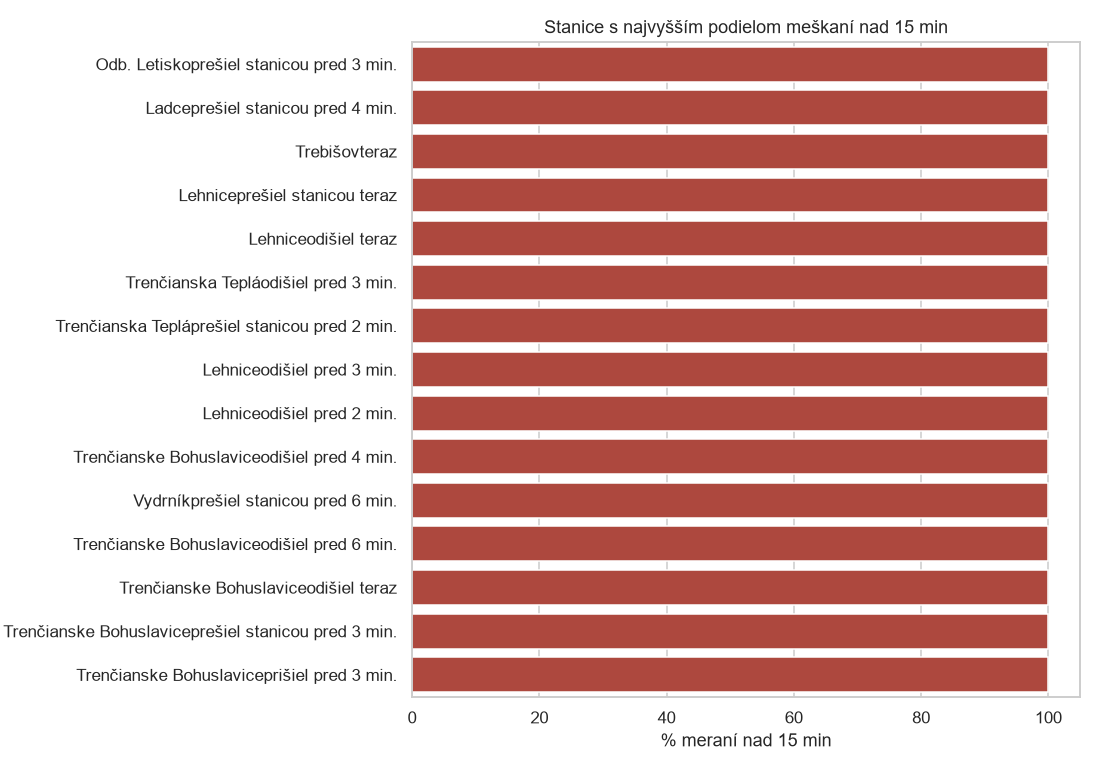 Stanice s najvyšším podielom meškaní nad 15 min
Odb. Letiskoprešiel stanicou pred 3 min.
Ladceprešiel stanicou pred 4 min.
Trebišovteraz
Lehniceprešiel stanicou teraz
Lehniceodišiel teraz
Trenčianska Tepláodišiel pred 3 min.
Trenčianska Tepláprešiel stanicou pred 2 min.
Lehniceodišiel pred 3 min.
Lehniceodišiel pred 2 min.
Trenčianske Bohuslaviceodišiel pred 4 min.
Vydrníkprešiel stanicou pred 6 min.
Trenčianske Bohuslaviceodišiel pred 6 min.
Trenčianske Bohuslaviceodišiel teraz
Trenčianske Bohuslaviceprešiel stanicou pred 3 min.
Trenčianske Bohuslaviceprišiel pred 3 min.
0 20 40 60 80 100
% meraní nad 15 min